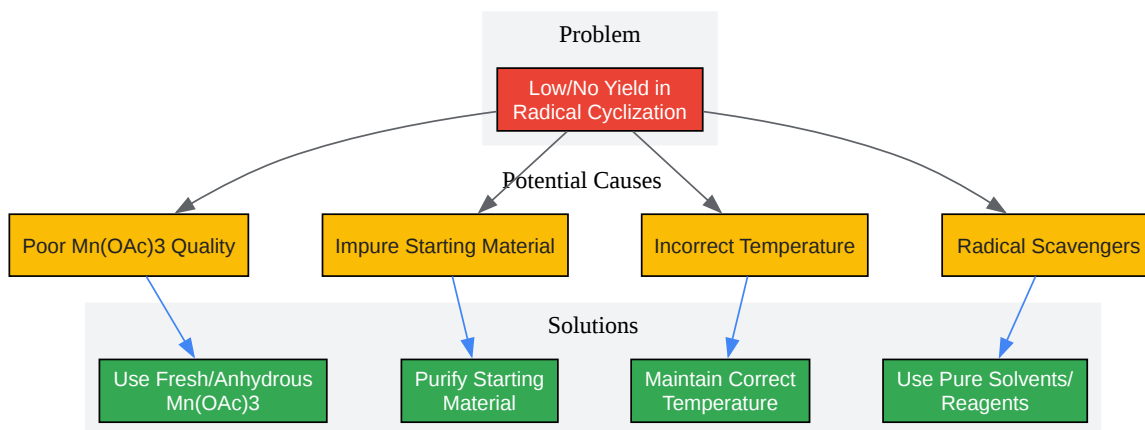 Problem
Low/No Yield in
Radical Cyclization
Potential Causes
Poor Mn(OAc)3 Quality
Impure Starting Material
Incorrect Temperature
Radical Scavengers
Solutions
Use Fresh/Anhydrous
Mn(OAc)3
Purify Starting
Material
Maintain Correct
Temperature
Use Pure Solvents/
Reagents